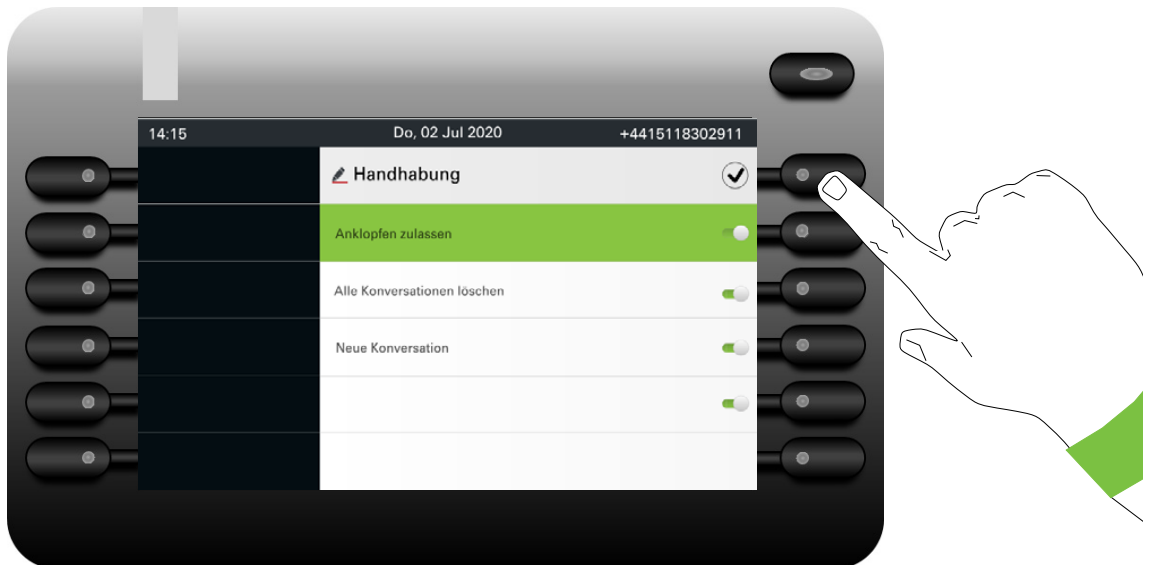 14:15 Do, 02 Jul 2020 +4415118302911
Handhabung
Anklopfen zulassen
Alle Konversationen löschen
Neue Konversation